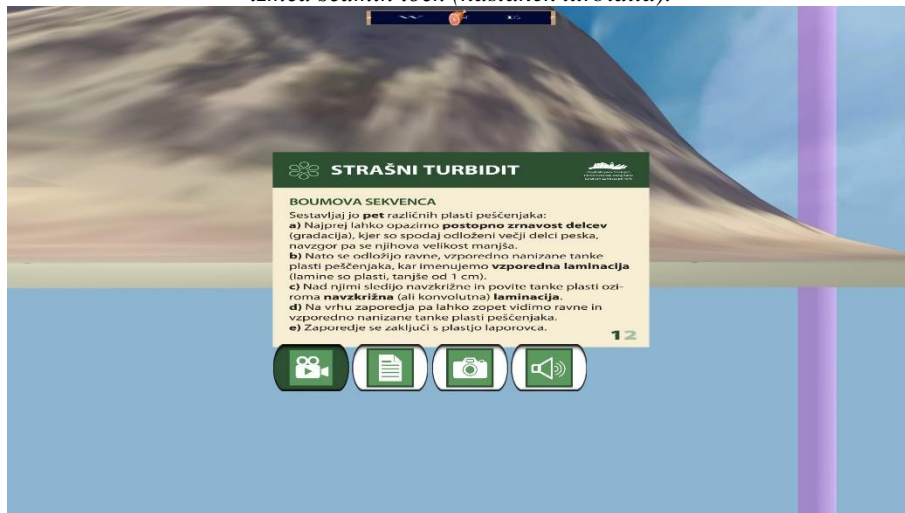 STRAŠNI TURBIDIT
BOUMOVA SEKVENCA
Sestavljaj jo pet različnih plasti peščenjaka:
a) Najprej lahko opazimo postopno zrnavost delcev
(gradacija), kjer so spodaj odloženi večji delci peska,
navzgor pa se njihova velikost manjša.
b) Nato se odložijo ravne, vzporedno nanizane tanke
plasti peščenjaka, kar imenujemo vzporedna laminacija
(lamine so plasti, tanjše od 1 cm).
c) Nad njimi sledijo navzkrižne in povite tanke plasti ozi-
roma navzkrižna (ali konvolutna) laminacija.
d) Na vrhu zaporedja pa lahko zopet vidimo ravne in
vzporedno nanizane tanke plasti peščenjaka.
e) Zaporedje se zaključi s plastjo laporovca.
12